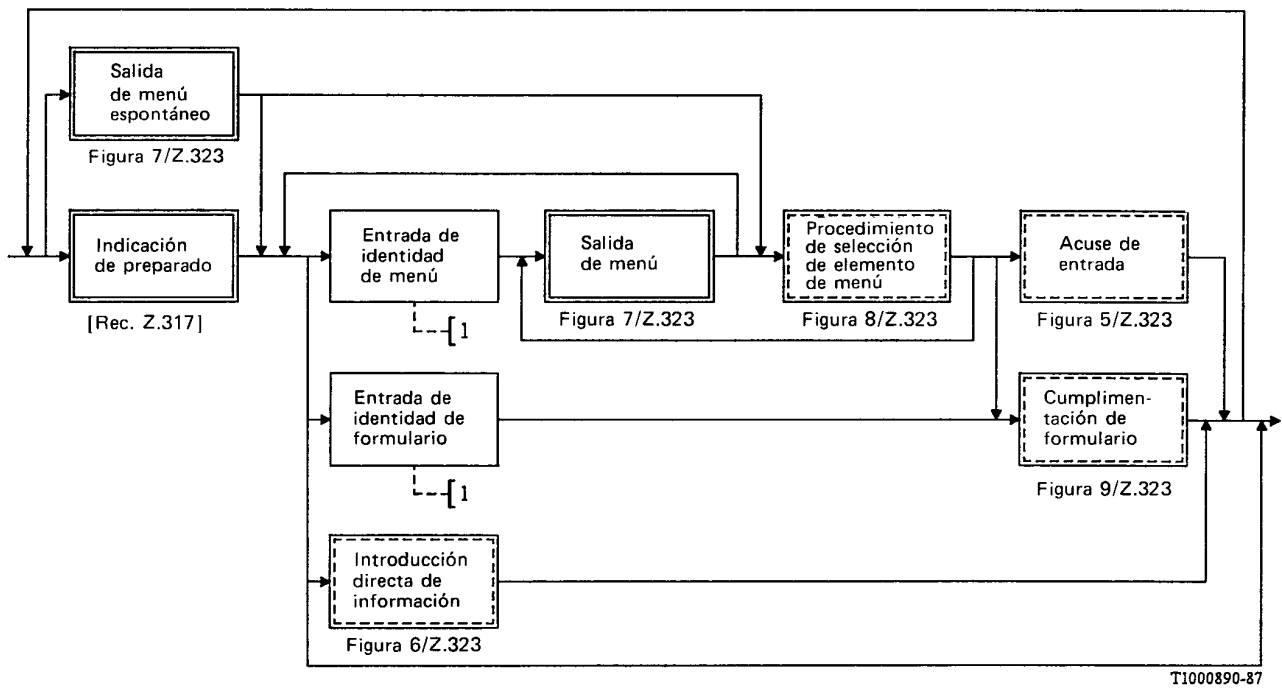 Salida
de menú
espontáneo
Figura 7/Z.323
Indicación
de preparado
[Rec. Z.317]
Entrada de
identidad
de menú
1
Salida
de menú
Figura 7/Z.323
Procedimiento
de selección
de elemento
de menú
Figura 8/Z.323
Acuse de
entrada
Figura 5/Z.323
Entrada de
identidad de
formulario
1
Cumplimen-
tación de
formulario
Figura 9/Z.323
Introducción
directa de
información
Figura 6/Z.323
T1000890-87